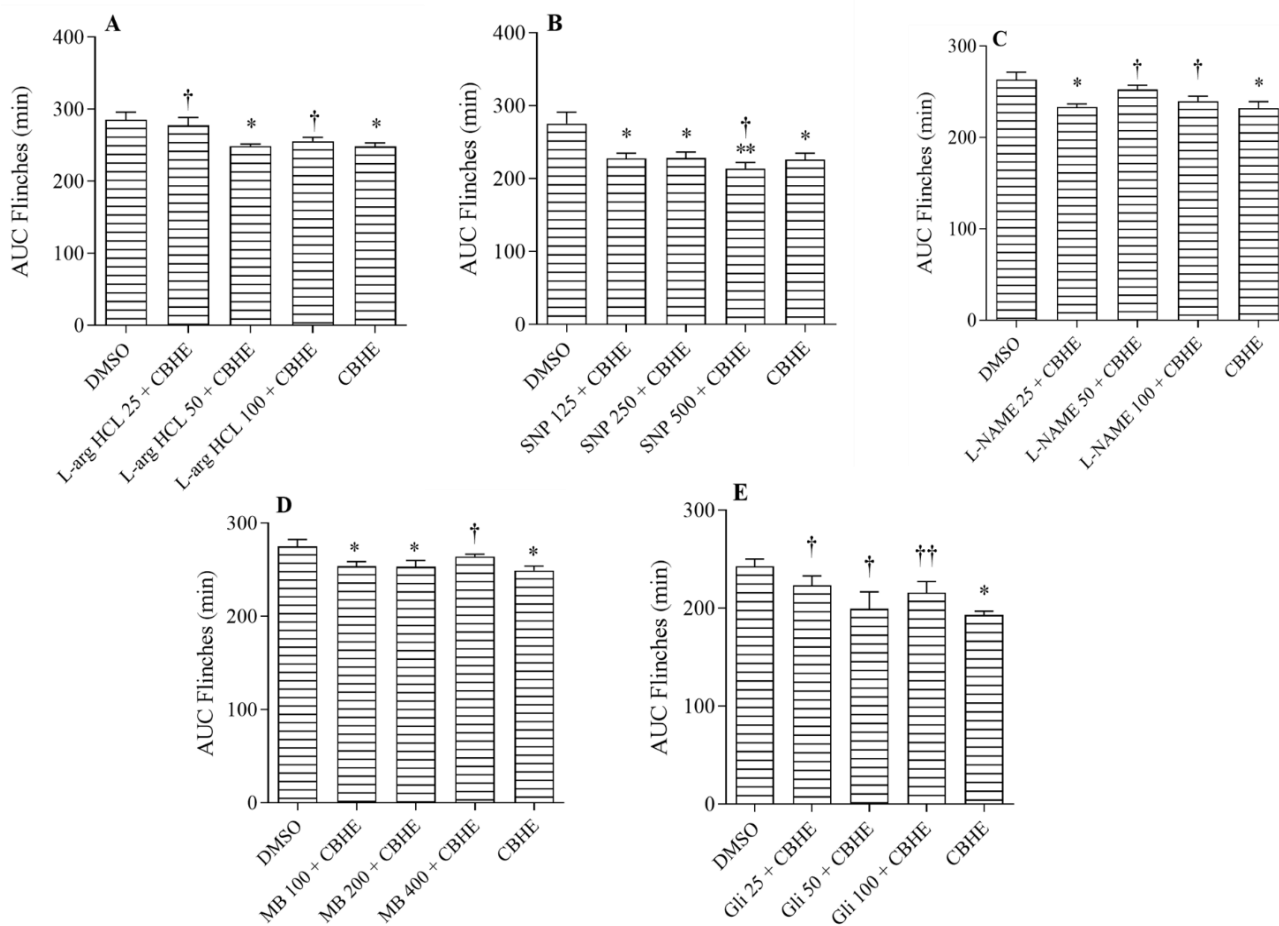 A
AUC Flinches (min)
400
300
200
100
0
†
*
†
*
DMSO
L-arg HCL 25 + CBHE
L-arg HCL 50 + CBHE
L-arg HCL 100 + CBHE
CBHE
B
AUC Flinches (min)
400
300
200
100
0
*
*
†
**
*
DMSO
SNP 125 + CBHE
SNP 250 + CBHE
SNP 500 + CBHE
CBHE
C
AUC Flinches (min)
300
200
100
0
*
†
†
*
DMSO
L-NAME 25 + CBHE
L-NAME 50 + CBHE
L-NAME 100 + CBHE
CBHE
D
AUC Flinches (min)
300
200
100
0
*
*
†
*
DMSO
MB 100 + CBHE
MB 200 + CBHE
MB 400 + CBHE
CBHE
E
AUC Flinches (min)
300
200
100
0
†
†
††
*
DMSO
Gli 25 + CBHE
Gli 50 + CBHE
Gli 100 + CBHE
CBHE